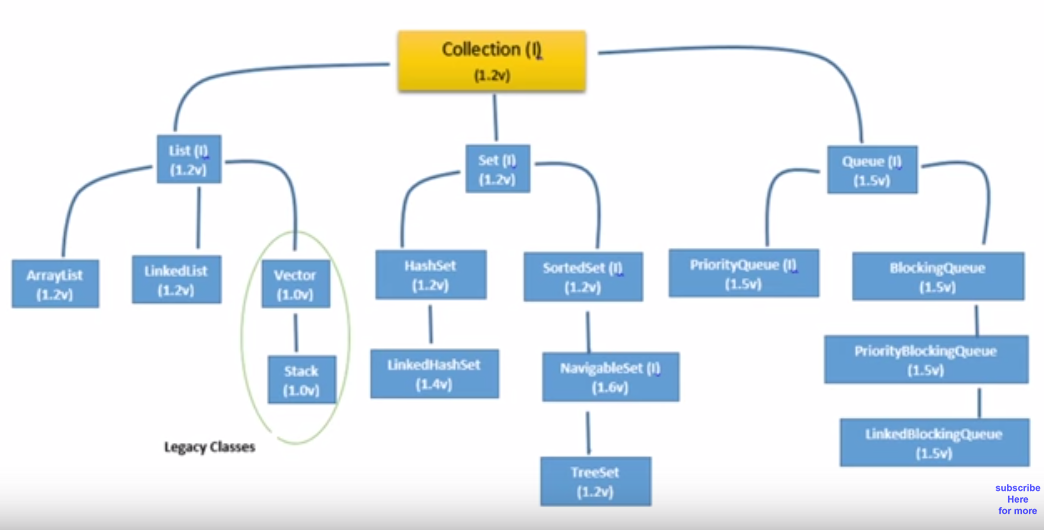 Collection (I)
(1.2v)
List (I)
(1.2v)
Set (I)
(1.2v)
Queue (I)
(1.5v)
ArrayList
(1.2v)
LinkedList
(1.2v)
Vector
(1.0v)
HashSet
(1.2v)
SortedSet (I)
(1.2v)
PriorityQueue (I)
(1.5v)
BlockingQueue
(1.5v)
Stack
(1.0v)
LinkedHashSet
(1.4v)
NavigableSet (I)
(1.6v)
PriorityBlockingQueue
(1.5v)
Legacy Classes
TreeSet
(1.2v)
LinkedBlockingQueue
(1.5v)
subscribe
Here
for more